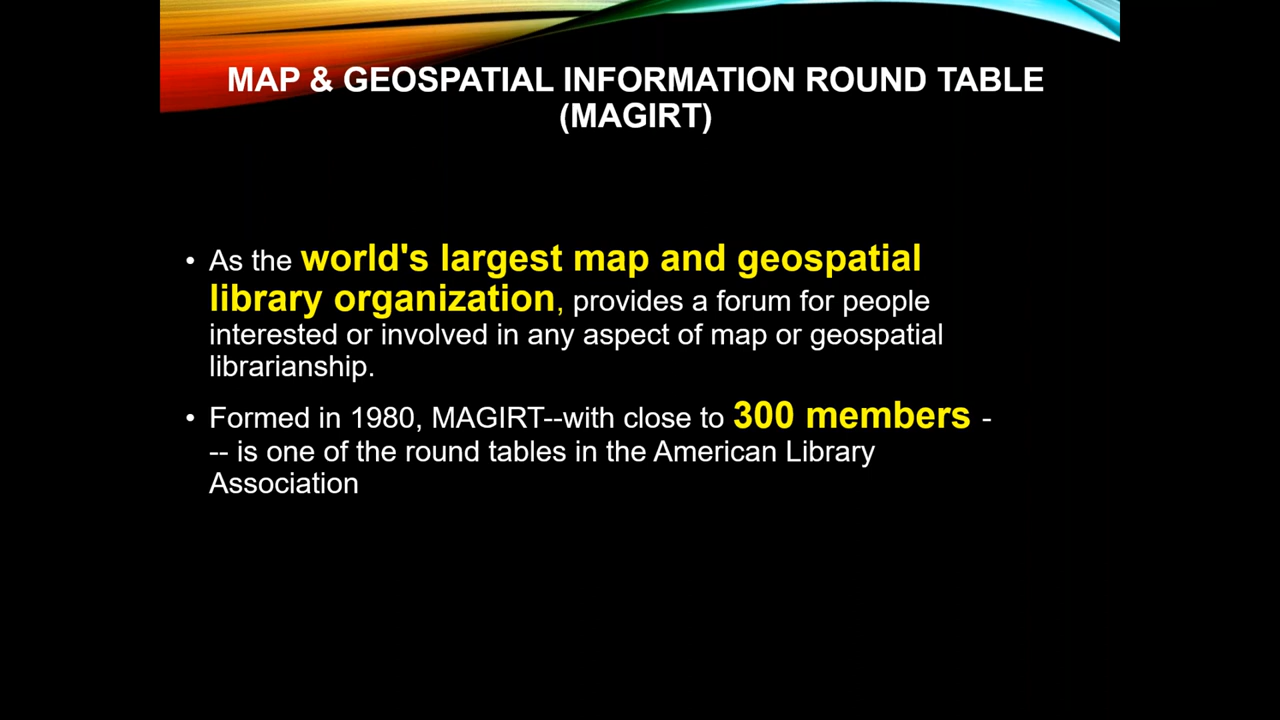 MAP & GEOSPATIAL INFORMATION ROUND TABLE
(MAGIRT)
• As the world's largest map and geospatial
library organization, provides a forum for people
interested or involved in any aspect of map or geospatial
librarianship.
• Formed in 1980, MAGIRT--with close to 300 members -
-- is one of the round tables in the American Library
Association